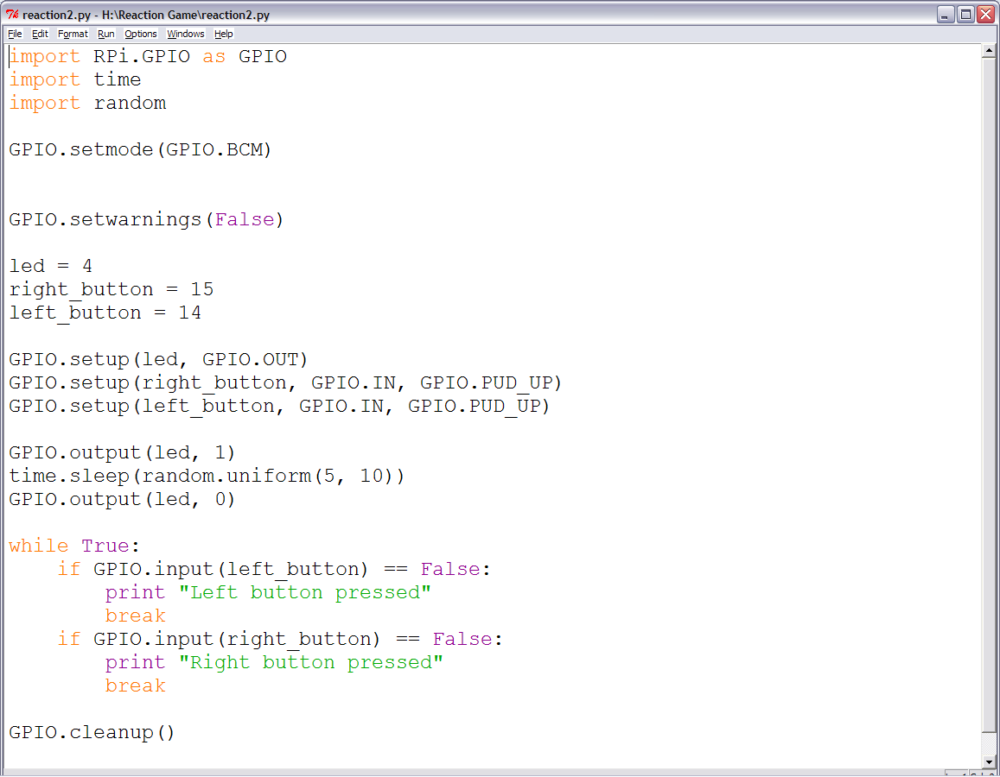 reaction2.py - H:\Reaction Game\reaction2.py
File Edit Format Run Options Windows Help
import RPi.GPIO as GPIO
import time
import random

GPIO.setmode(GPIO.BCM)


GPIO.setwarnings(False)

led = 4
right_button = 15
left_button = 14

GPIO.setup(led, GPIO.OUT)
GPIO.setup(right_button, GPIO.IN, GPIO.PUD_UP)
GPIO.setup(left_button, GPIO.IN, GPIO.PUD_UP)

GPIO.output(led, 1)
time.sleep(random.uniform(5, 10))
GPIO.output(led, 0)

while True:
    if GPIO.input(left_button) == False:
        print "Left button pressed"
        break
    if GPIO.input(right_button) == False:
        print "Right button pressed"
        break

GPIO.cleanup()